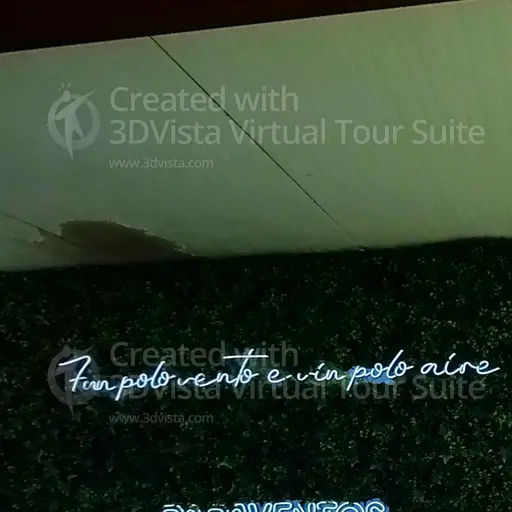 Created with
3DVista Virtual Tour Suite
www.3dvista.com
Fun polo vento e vin polo aire
Created with
3DVista Virtual Tour Suite
www.3dvista.com